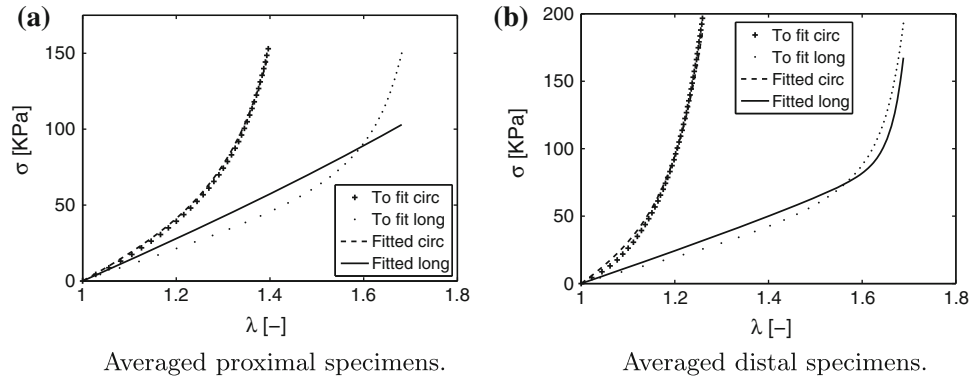 (a)
150
100
50
0
σ [KPa]
To fit circ
To fit long
Fitted circ
Fitted long
1
1.2
1.4
1.6
1.8
λ [–]
Averaged proximal specimens.
(b)
200
150
100
50
0
σ [KPa]
To fit circ
To fit long
Fitted circ
Fitted long
1
1.2
1.4
1.6
1.8
λ [–]
Averaged distal specimens.